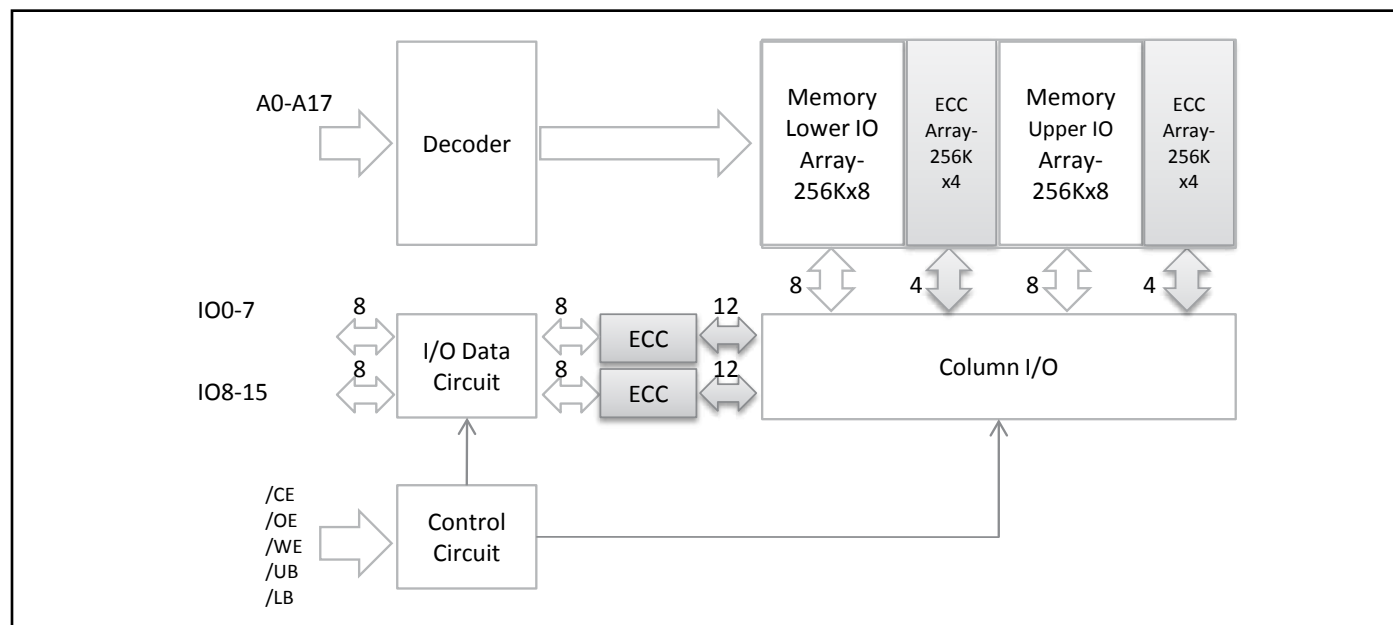 A0-A17
Decoder
Memory
Lower IO
Array-
256Kx8
ECC
Array-
256K
x4
Memory
Upper IO
Array-
256Kx8
ECC
Array-
256K
x4
8
4
8
4
IO0-7
8
8
12
I/O Data
Circuit
ECC
Column I/O
IO8-15
8
8
12
ECC
/CE
/OE
/WE
/UB
/LB
Control
Circuit